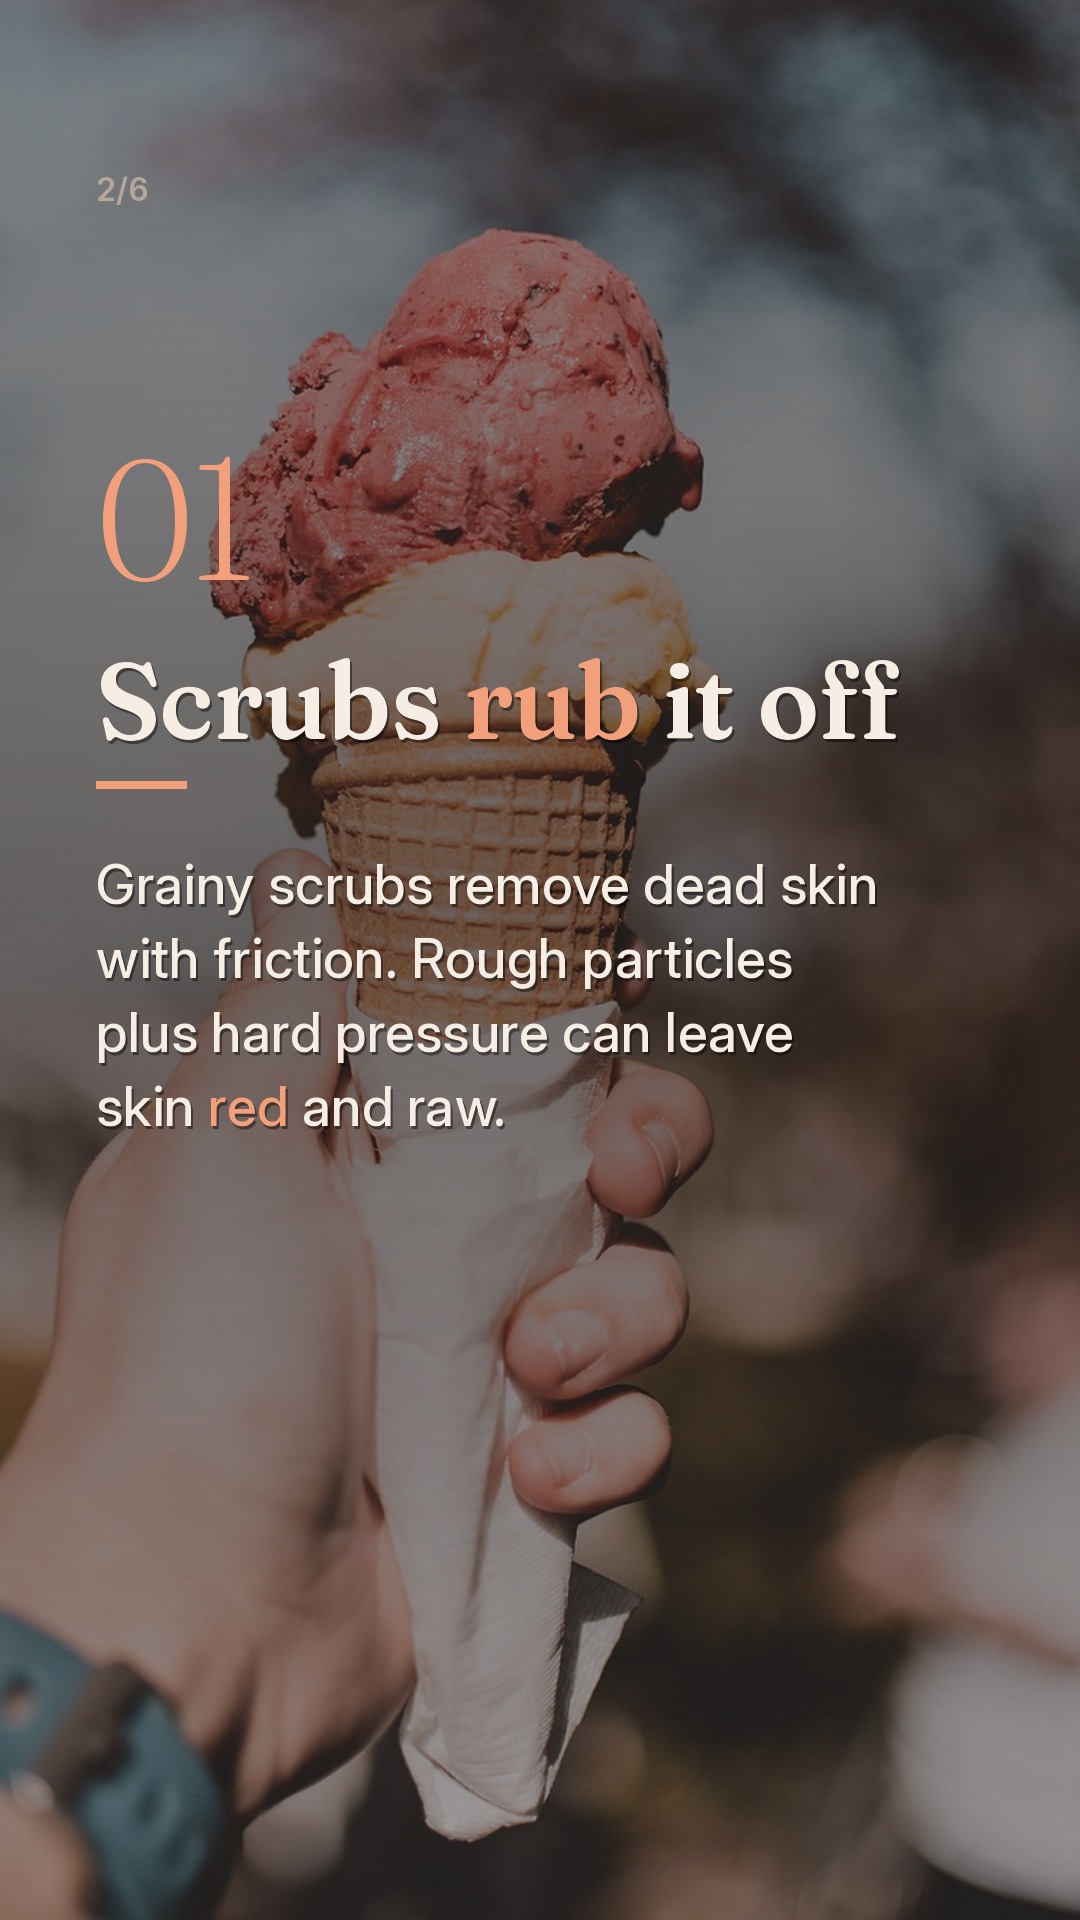 2/6
01
Scrubs rub it off
Grainy scrubs remove dead skin
with friction. Rough particles
plus hard pressure can leave
skin red and raw.